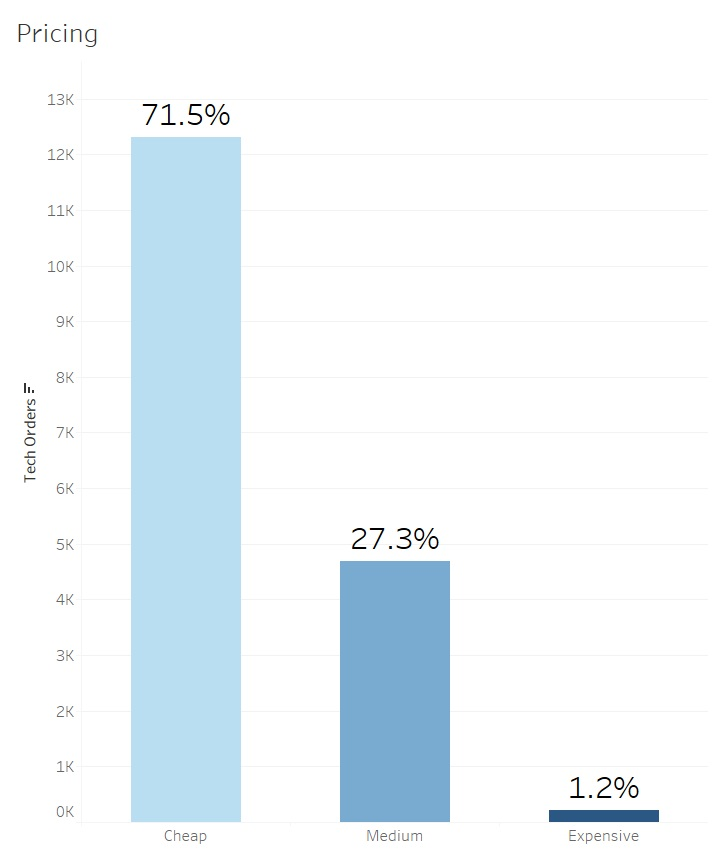 Pricing
13K
71.5%
12K
11K
10K
9K
8K
7K
6K
5K
27.3%
4K
3K
2K
1K
1.2%
0K
Tech Orders
Cheap Medium Expensive